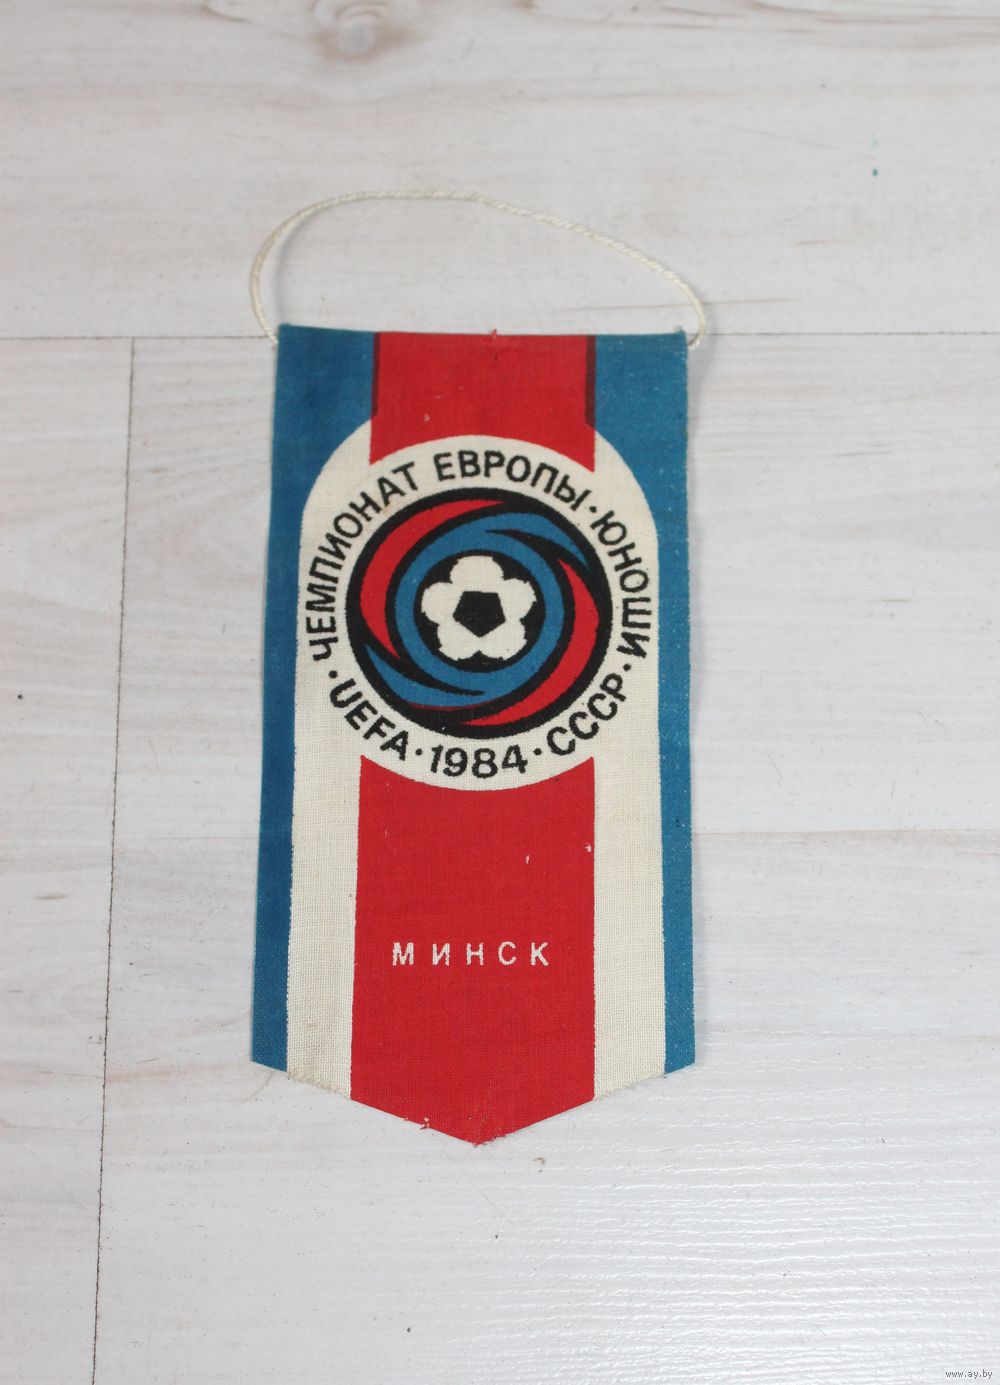 ЧЕМПИОНАТ ЕВРОПЫ · ЮНОШИ ·
UEFA · 1984 · СССР ·
МИНСК
www.ay.by